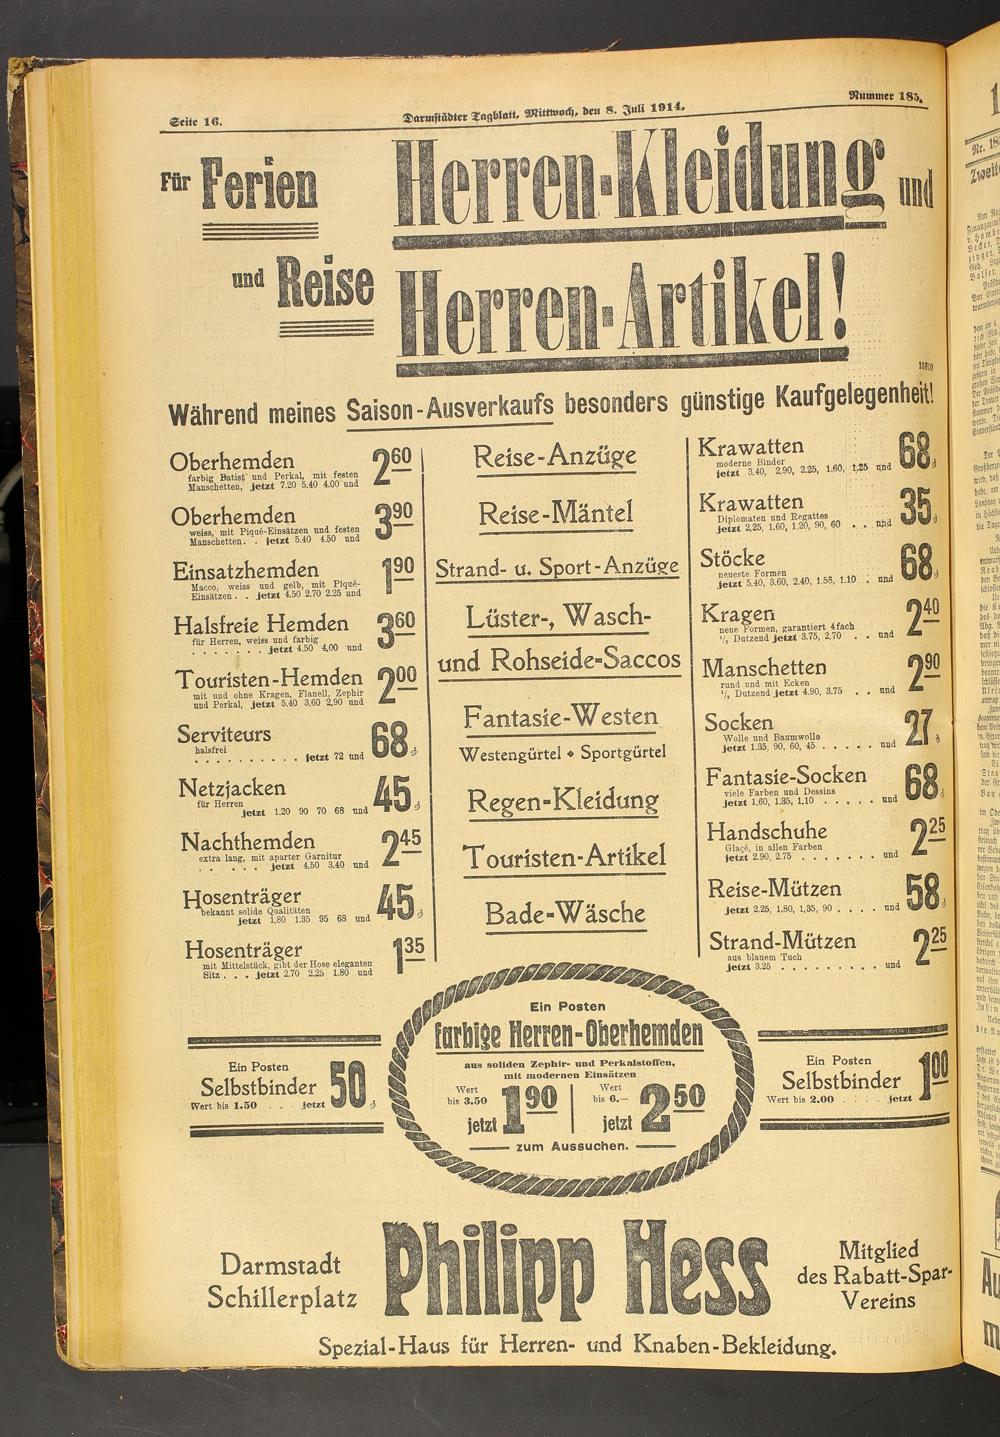 Seite 16.
Darmstädter Tagblatt, Mittwoch, den 8. Juli 1914.
Nummer 185.
Für Ferien
und Reise
Herren-Kleidung und
Herren-Artikel!
Während meines Saison-Ausverkaufs besonders günstige Kaufgelegenheit!
Oberhemden
farbig Batist und Perkal, mit festen
Manschetten, jetzt 7.20 5.40 4.00 und 2 60
Oberhemden
weiss, mit Piqué-Einsätzen und festen
Manschetten. . jetzt 5.40 4.50 und 3 90
Einsatzhemden
Macco, weiss und gelb, mit Piqué-
Einsätzen . . jetzt 4.50 2.70 2.25 und 1 90
Halsfreie Hemden
für Herren, weiss und farbig
. . . . . . . jetzt 4.50 4.00 und 3 60
Touristen-Hemden
mit und ohne Kragen, Flanell, Zephir
und Perkal, jetzt 5.40 3.60 2.90 und 2 00
Serviteurs
halsfrei
. . . . . . . . . . jetzt 72 und 68 ₰
Netzjacken
für Herren
jetzt 1.20 90 70 68 und 45 ₰
Nachthemden
extra lang, mit aparter Garnitur
. . . . . . jetzt 4.50 3.40 und 2 45
Hosenträger
bekannt solide Qualitäten
jetzt 1.80 1.35 95 68 und 45 ₰
Hosenträger
mit Mittelstück, gibt der Hose eleganten
Sitz . . . jetzt 2.70 2.25 1.80 und 1 35
Reise-Anzüge
Reise-Mäntel
Strand- u. Sport-Anzüge
Lüster-, Wasch-
und Rohseide-Saccos
Fantasie-Westen
Westengürtel ⬥ Sportgürtel
Regen-Kleidung
Touristen-Artikel
Bade-Wäsche
Krawatten
moderne Binder
jetzt 3.40, 2.90, 2.25, 1.60, 1.25 und 68 ₰
Krawatten
Diplomaten und Regattes
jetzt 2.25, 1.60, 1.20, 90, 60 . . und 35 ₰
Stöcke
neueste Formen
jetzt 5.40, 3.60, 2.40, 1.58, 1.10 . und 68 ₰
Kragen
neue Formen, garantiert 4fach
½ Dutzend jetzt 3.75, 2.70 . . und 2 40
Manschetten
rund und mit Ecken
½ Dutzend jetzt 4.90, 3.75 . . und 2 90
Socken
Wolle und Baumwolle
jetzt 1.35, 90, 60, 45 . . . . . und 27 ₰
Fantasie-Socken
viele Farben und Dessins
jetzt 1.60, 1.35, 1.10 . . . . . und 68 ₰
Handschuhe
Glacé, in allen Farben
jetzt 2.90, 2.75 . . . . . . . und 2 25
Reise-Mützen
jetzt 2.25, 1.80, 1.35, 90 . . . . und 58 ₰
Strand-Mützen
aus blauem Tuch
jetzt 3.25 . . . . . . . . . und 2 25
Ein Posten
Selbstbinder
Wert bis 1.50 . . . jetzt 50 ₰
Ein Posten
farbige Herren-Oberhemden
aus soliden Zephir- und Perkalstoffen,
mit modernen Einsätzen
Wert bis 3.50 jetzt 1 90
Wert bis 6.— jetzt 2 50
zum Aussuchen.
Ein Posten
Selbstbinder
Wert bis 2.00 . . . . . jetzt 1 00
Darmstadt
Schillerplatz
Philipp Hess
Mitglied
des Rabatt-Spar-
Vereins
Spezial-Haus für Herren- und Knaben-Bekleidung.